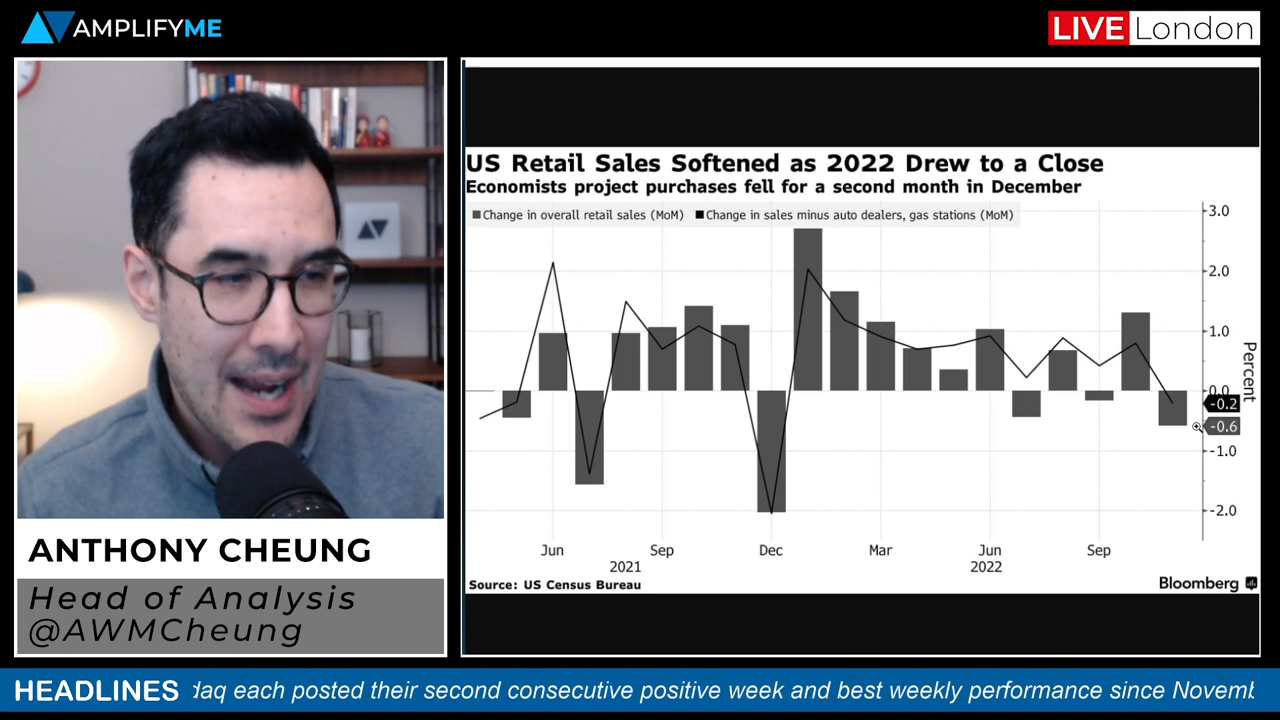 AMPLIFYME
LIVE London
US Retail Sales Softened as 2022 Drew to a Close
Economists project purchases fell for a second month in December
Change in overall retail sales (MoM) Change in sales minus auto dealers, gas stations (MoM)
3.0
2.0
1.0
0.0
-0.2
-0.6
-1.0
-2.0
Percent
Jun Sep Dec Mar Jun Sep
2021 2022
Source: US Census Bureau Bloomberg
ANTHONY CHEUNG
Head of Analysis
@AWMCheung
HEADLINES each posted their second consecutive positive week and best weekly performance since